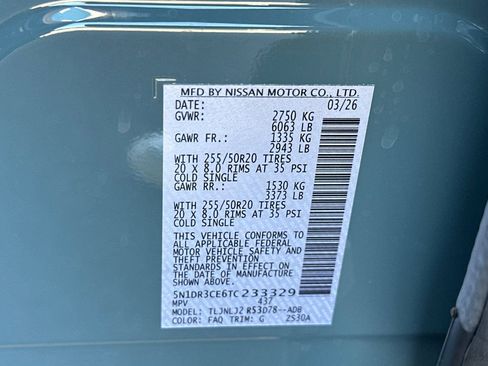 MFD BY NISSAN MOTOR CO., LTD.
DATE: 03/26
GVWR: 2750 KG
6063 LB
GAWR FR.: 1335 KG
2943 LB
WITH 255/50R20 TIRES
20 X 8.0 RIMS AT 35 PSI
COLD SINGLE
GAWR RR.: 1530 KG
3373 LB
WITH 255/50R20 TIRES
20 X 8.0 RIMS AT 35 PSI
COLD SINGLE
THIS VEHICLE CONFORMS TO
ALL APPLICABLE FEDERAL
MOTOR VEHICLE SAFETY AND
THEFT PREVENTION
STANDARDS IN EFFECT ON
THE DATE OF MANUFACTURE
SHOWN ABOVE.
5N1DR3CE6TC233329
MPV 437
MODEL: TLJNLJZ R53D78--ADB
COLOR: FAQ TRIM: G 2S30A